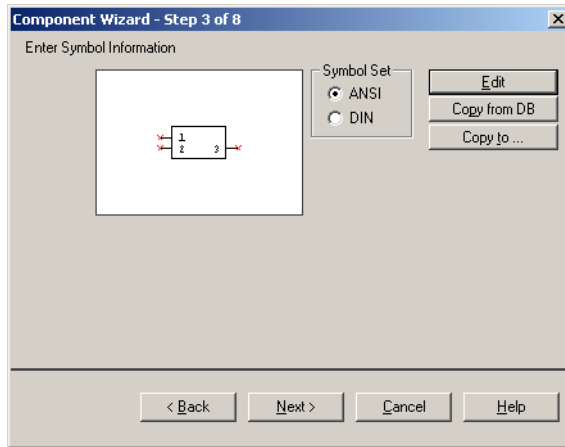 Component Wizard - Step 3 of 8
Enter Symbol Information
1
2 3
Symbol Set
ANSI
DIN
Edit
Copy from DB
Copy to ...
< Back Next > Cancel Help